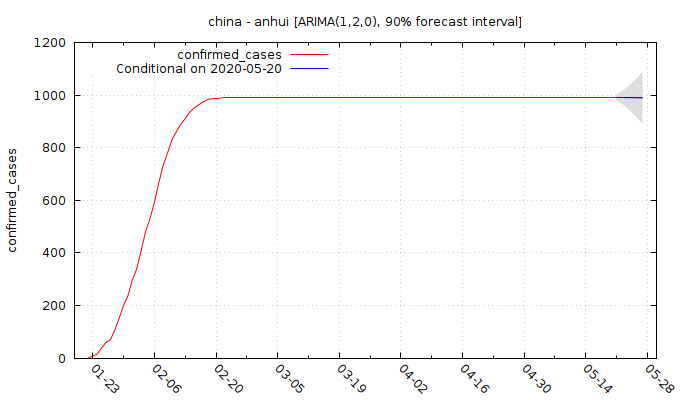 china - anhui [ARIMA(1,2,0), 90% forecast interval]
confirmed_cases
Conditional on 2020-05-20
1200
1000
800
600
400
200
0
confirmed_cases
01-23 02-06 02-20 03-05 03-19 04-02 04-16 04-30 05-14 05-28